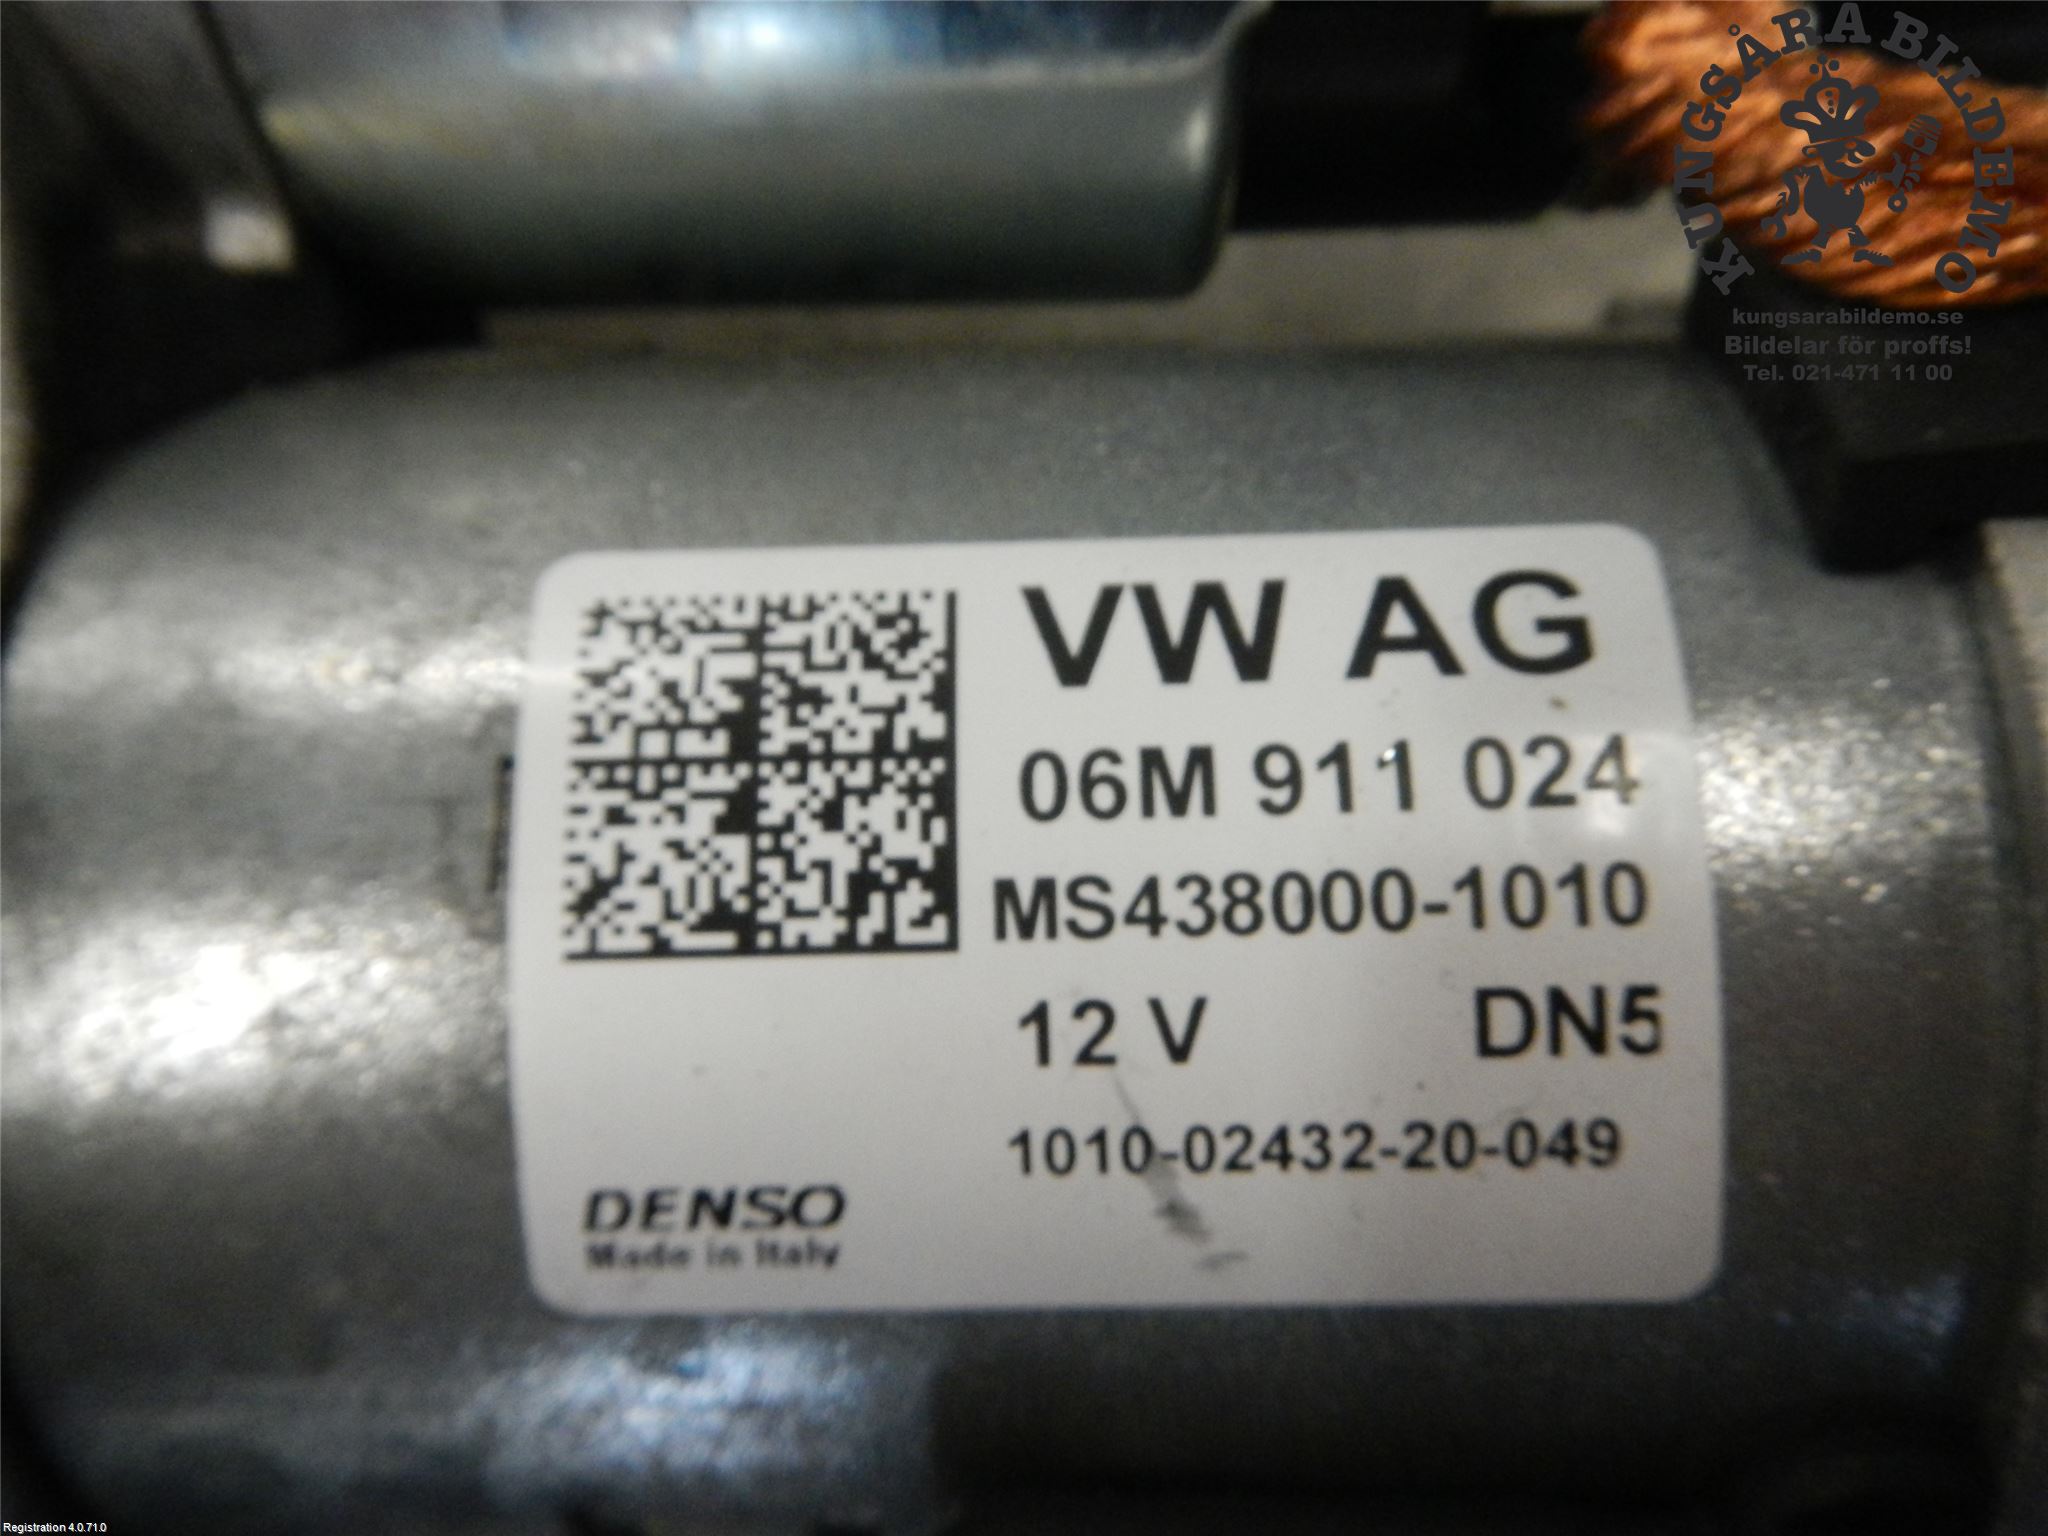 KUNGSÅRA BILDEMO
kungsarabildemo.se
Bildelar för proffs!
Tel. 021-471 11 00
VW AG
06M 911 024
MS438000-1010
12 V DN5
1010-02432-20-049
DENSO
Made in Italy
Registration 4.0.71.0